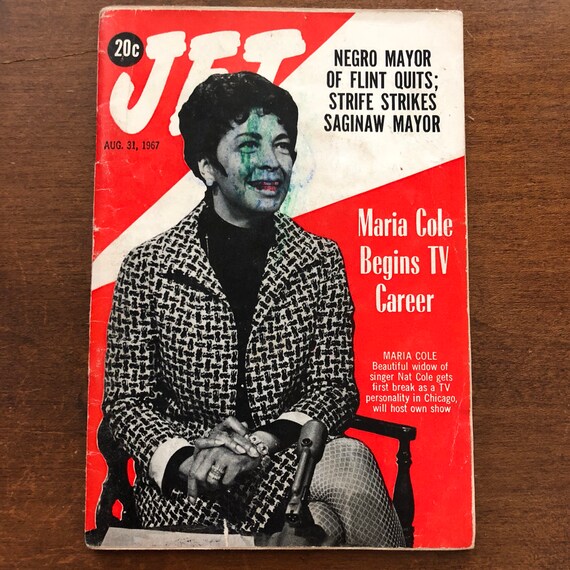 20c
JET
AUG. 31, 1967
NEGRO MAYOR
OF FLINT QUITS;
STRIFE STRIKES
SAGINAW MAYOR
Maria Cole
Begins TV
Career
MARIA COLE
Beautiful widow of
singer Nat Cole gets
first break as a TV
personality in Chicago,
will host own show